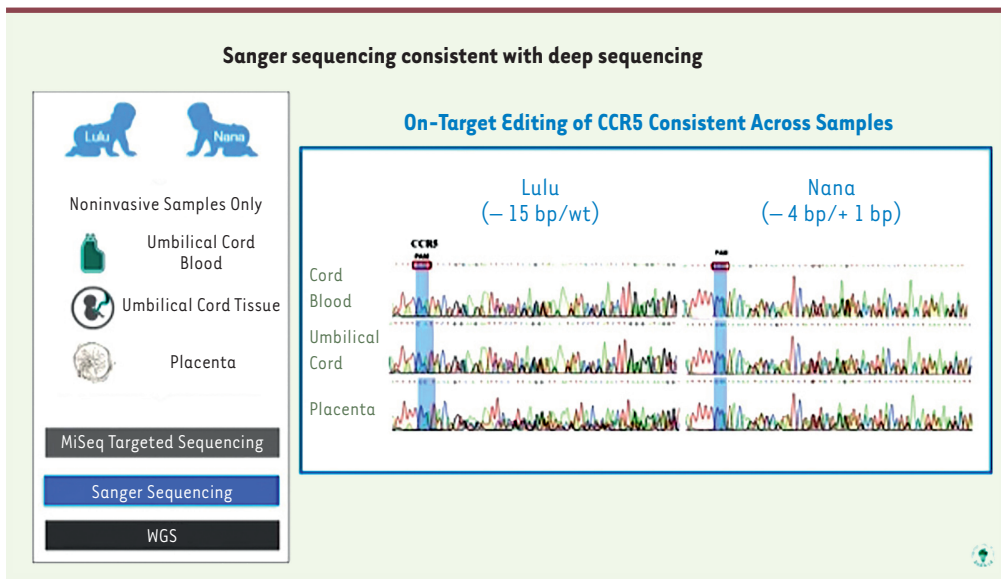 Sanger sequencing consistent with deep sequencing
Lulu
Nana
Noninvasive Samples Only
Umbilical Cord
Blood
Umbilical Cord Tissue
Placenta
MiSeq Targeted Sequencing
Sanger Sequencing
WGS
On-Target Editing of CCR5 Consistent Across Samples
Lulu
(– 15 bp/wt)
Nana
(– 4 bp/+ 1 bp)
CCR5
PAM
PAM
Cord
Blood
Umbilical
Cord
Placenta